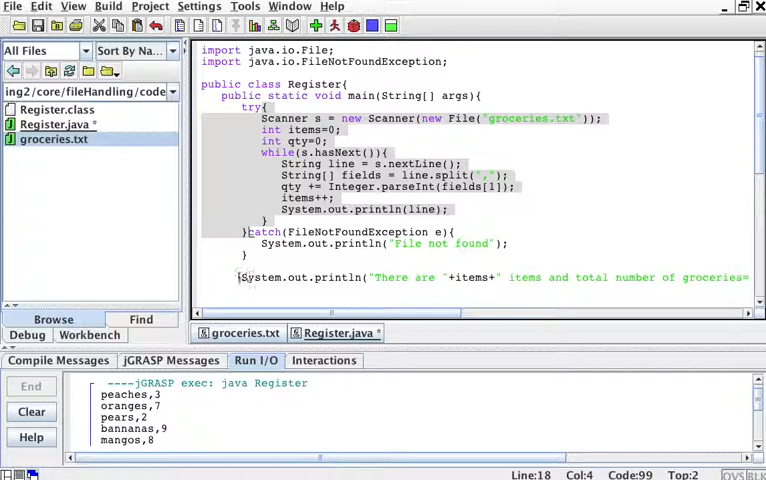 File Edit View Build Project Settings Tools Window Help
All Files Sort By Na...
ing2/core/fileHandling/code
Register.class
Register.java *
groceries.txt
Browse Find
Debug Workbench
import java.io.File;
import java.io.FileNotFoundException;
public class Register{
public static void main(String[] args){
try{
Scanner s = new Scanner(new File("groceries.txt"));
int items=0;
int qty=0;
while(s.hasNext()){
String line = s.nextLine();
String[] fields = line.split(",");
qty += Integer.parseInt(fields[1]);
items++;
System.out.println(line);
}
}catch(FileNotFoundException e){
System.out.println("File not found");
}
System.out.println("There are "+items+" items and total number of groceries=
groceries.txt Register.java *
Compile Messages jGRASP Messages Run I/O Interactions
End
Clear
Help
----jGRASP exec: java Register
peaches,3
oranges,7
pears,2
bannanas,9
mangos,8
Line:18 Col:4 Code:99 Top:2 OVS BLK